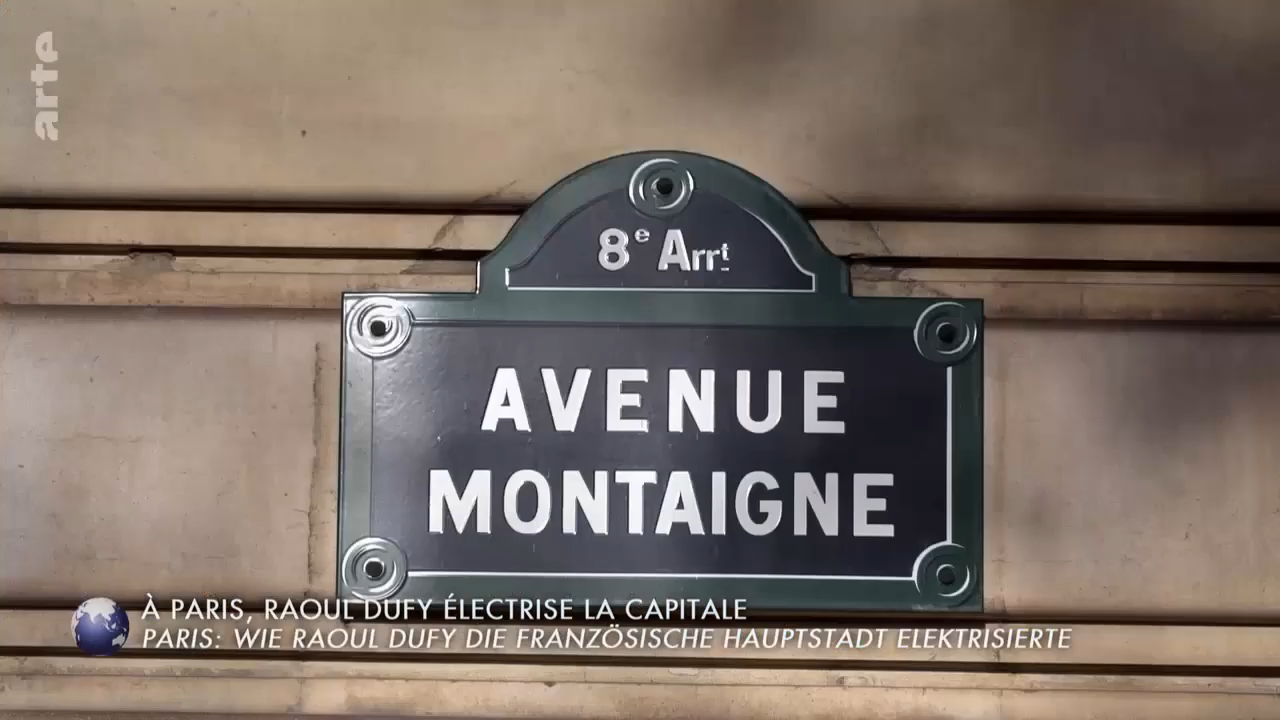 arte
8e Arrt
AVENUE
MONTAIGNE
À PARIS, RAOUL DUFY ÉLECTRISE LA CAPITALE
PARIS: WIE RAOUL DUFY DIE FRANZÖSISCHE HAUPTSTADT ELEKTRISIERTE